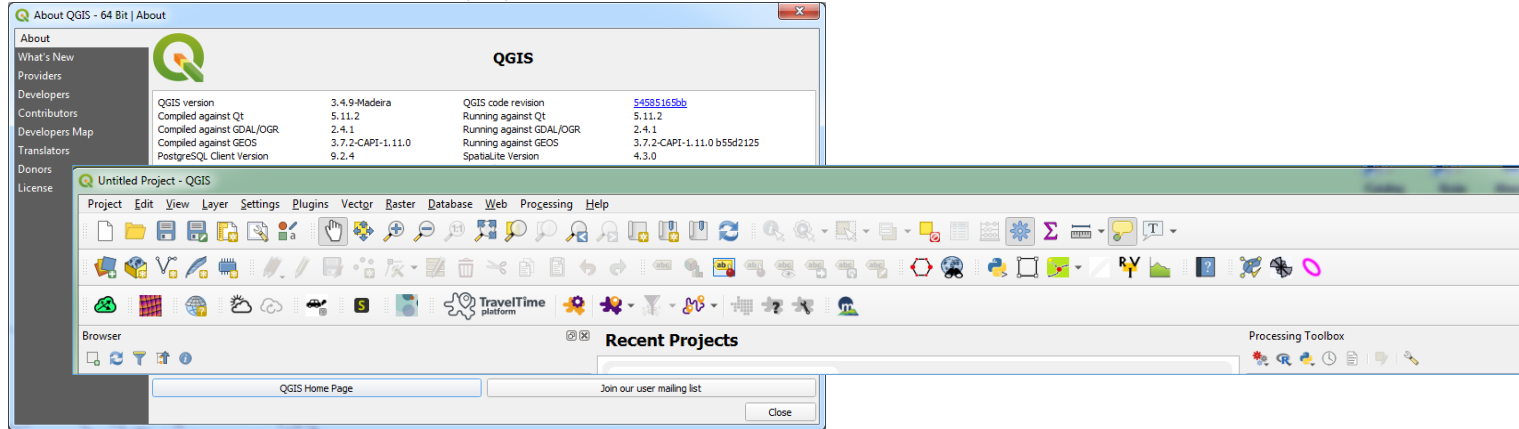 About QGIS - 64 Bit | About
About
What's New
Providers
Developers
Contributors
Developers Map
Translators
Donors
License
QGIS
QGIS version 3.4.9-Madeira QGIS code revision 54585165bb
Compiled against Qt 5.11.2 Running against Qt 5.11.2
Compiled against GDAL/OGR 2.4.1 Running against GDAL/OGR 2.4.1
Compiled against GEOS 3.7.2-CAPI-1.11.0 Running against GEOS 3.7.2-CAPI-1.11.0 b55d2125
PostgreSQL Client Version 9.2.4 SpatiaLite Version 4.3.0
Untitled Project - QGIS
Project Edit View Layer Settings Plugins Vector Raster Database Web Processing Help
TravelTime
platform
Browser
Recent Projects
Processing Toolbox
QGIS Home Page
Join our user mailing list
Close